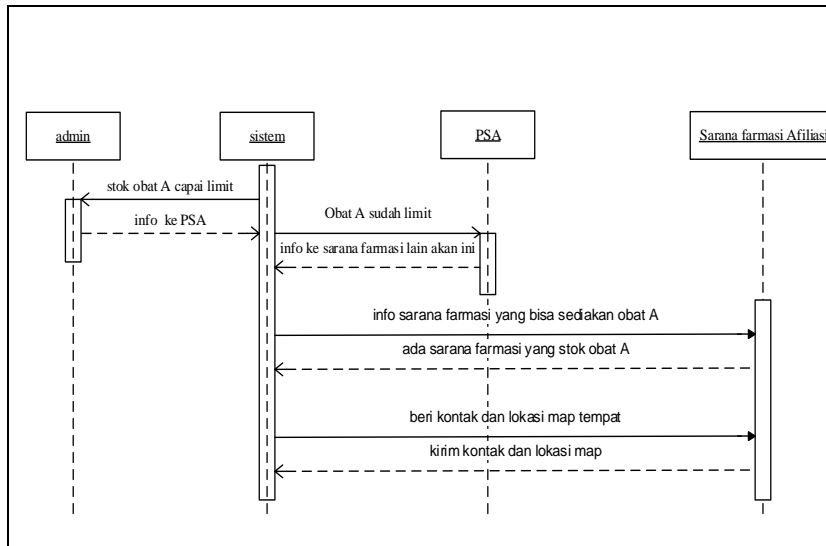 admin
sistem
PSA
Sarana farmasi Afiliasi
stok obat A capai limit
info ke PSA
Obat A sudah limit
info ke sarana farmasi lain akan ini
info sarana farmasi yang bisa sediakan obat A
ada sarana farmasi yang stok obat A
beri kontak dan lokasi map tempat
kirim kontak dan lokasi map